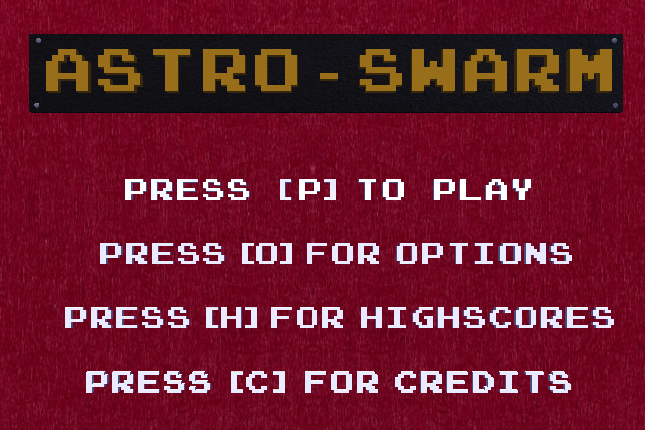 ASTRO-SWARM
PRESS [P] TO PLAY
PRESS [O] FOR OPTIONS
PRESS [H] FOR HIGHSCORES
PRESS [C] FOR CREDITS